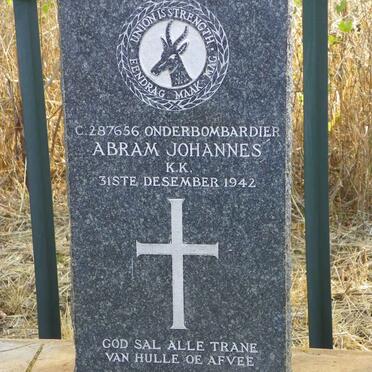 UNION IS STRENGTH
EENDRAG MAAK MAG
C.287656 ONDERBOMBARDIER
ABRAM JOHANNES
K.K.
31STE DESEMBER 1942
GOD SAL ALLE TRANE
VAN HULLE OE AFVEE